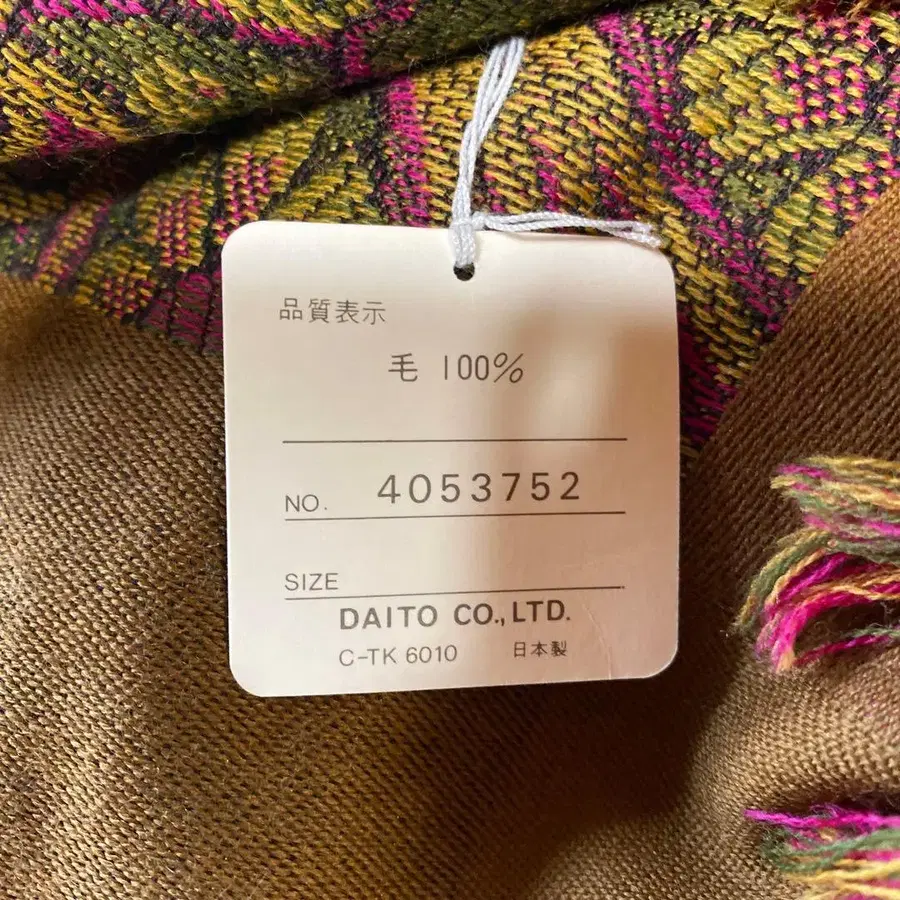 品質表示
毛 100%
NO. 4053752
SIZE
DAITO CO.,LTD.
C-TK 6010 日本製